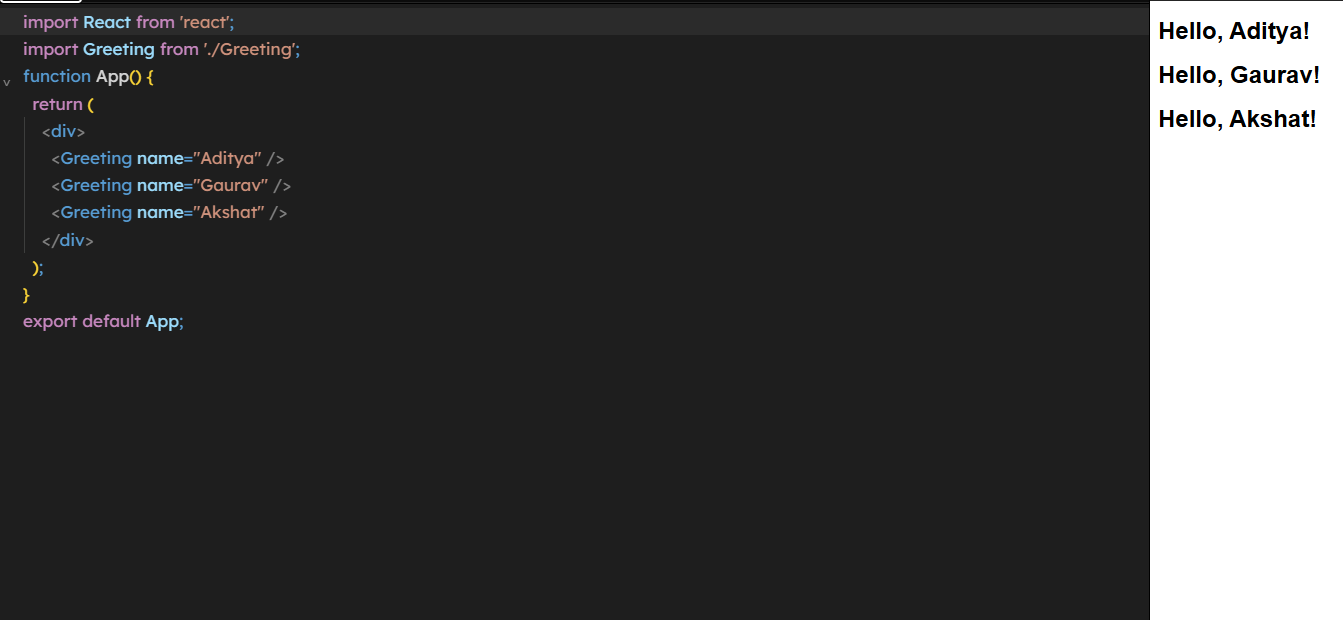 import React from 'react';
import Greeting from './Greeting';
function App() {
return (
<div>
<Greeting name="Aditya" />
<Greeting name="Gaurav" />
<Greeting name="Akshat" />
</div>
);
}
export default App;
Hello, Aditya!
Hello, Gaurav!
Hello, Akshat!